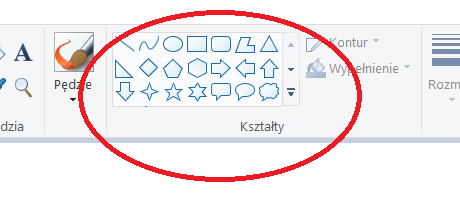 A
Kontur
Wypełnienie
Pędzle
Rozm
dzia
Kształty